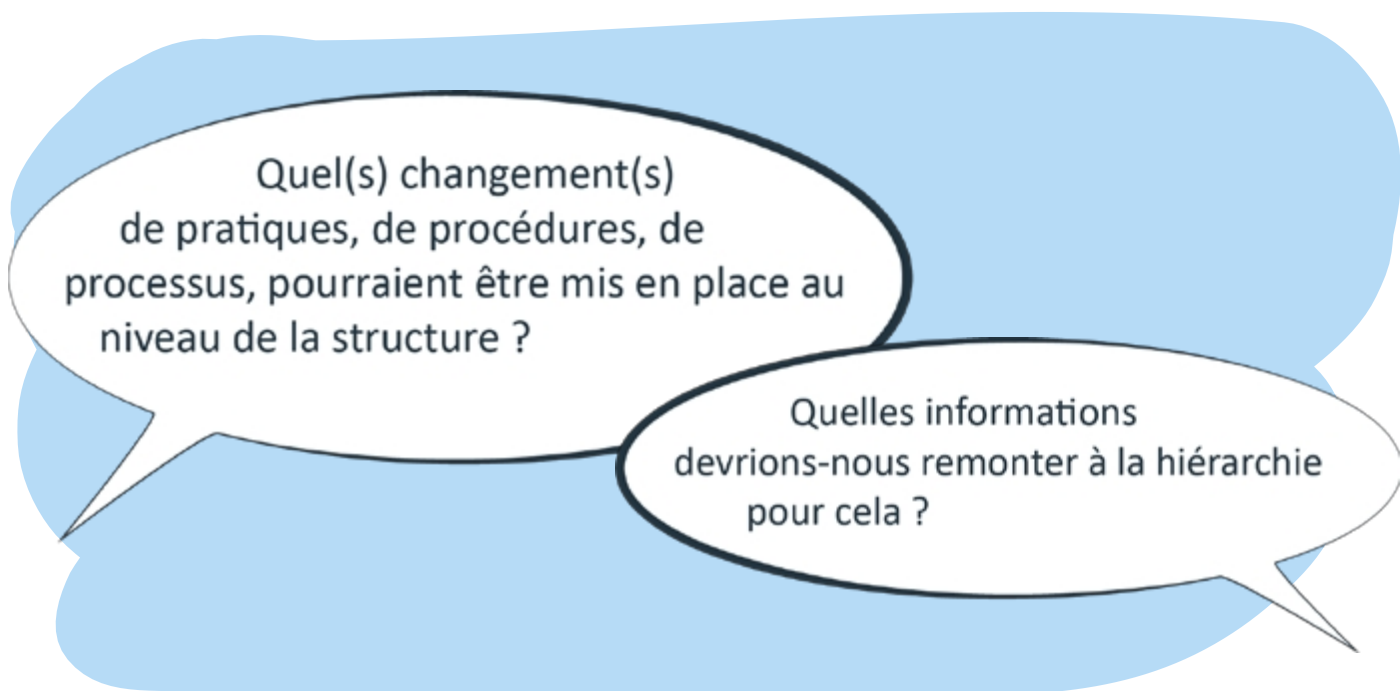 Quel(s) changement(s)
de pratiques, de procédures, de
processus, pourraient être mis en place au
niveau de la structure ?
Quelles informations
devrions-nous remonter à la hiérarchie
pour cela ?